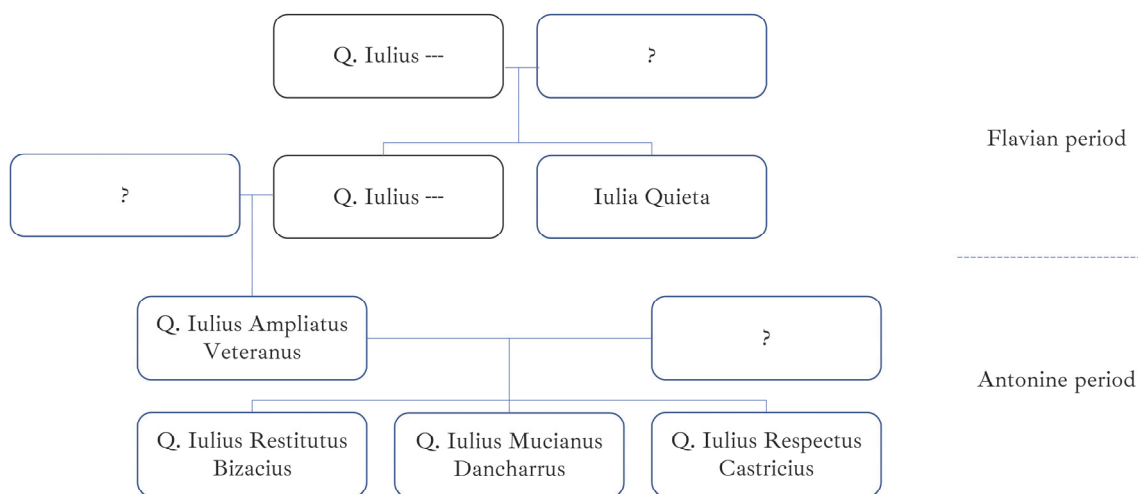 Q. Iulius ---
?
Flavian period
?
Q. Iulius ---
Iulia Quieta
Q. Iulius Ampliatus
Veteranus
?
Antonine period
Q. Iulius Restitutus
Bizacius
Q. Iulius Mucianus
Dancharrus
Q. Iulius Respectus
Castricius